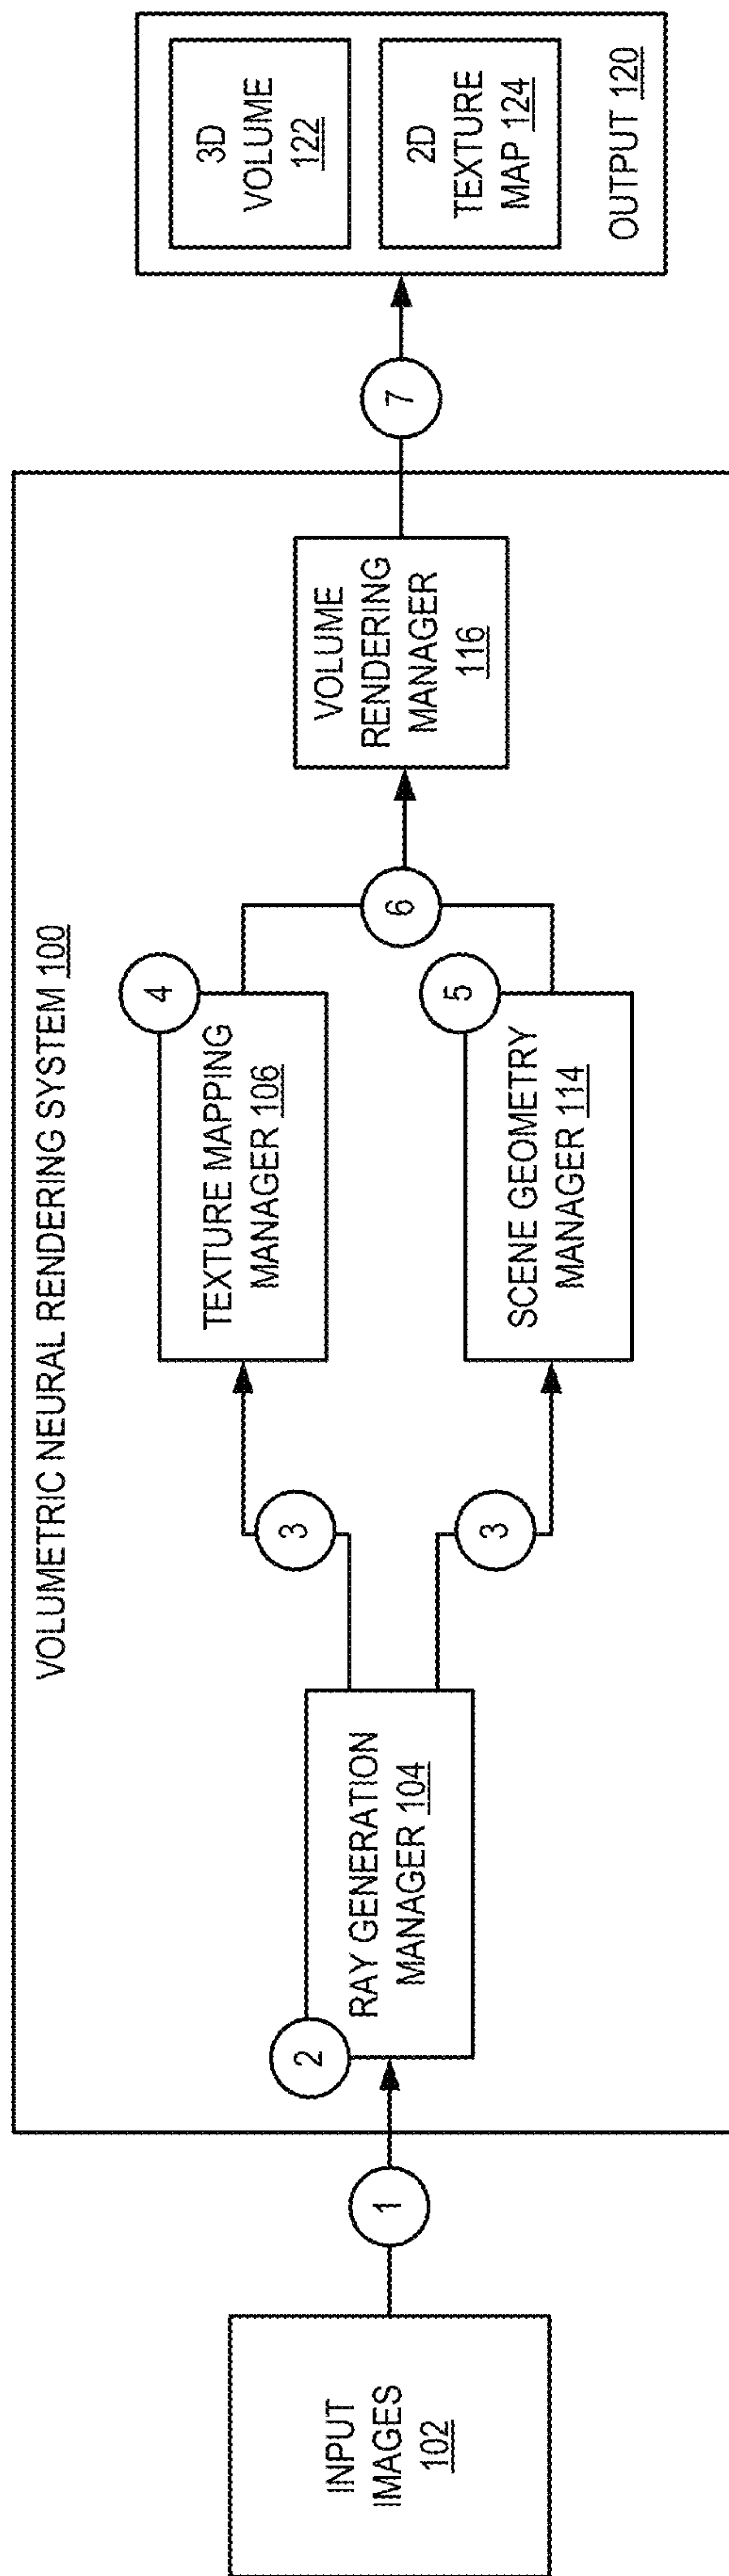 VOLUMETRIC NEURAL RENDERING SYSTEM 100
INPUT
IMAGES
102
1
2
RAY GENERATION
MANAGER 104
3
3
TEXTURE MAPPING
MANAGER 106
4
SCENE GEOMETRY
MANAGER 114
5
6
VOLUME
RENDERING
MANAGER
116
7
3D
VOLUME
122
2D
TEXTURE
MAP 124
OUTPUT 120